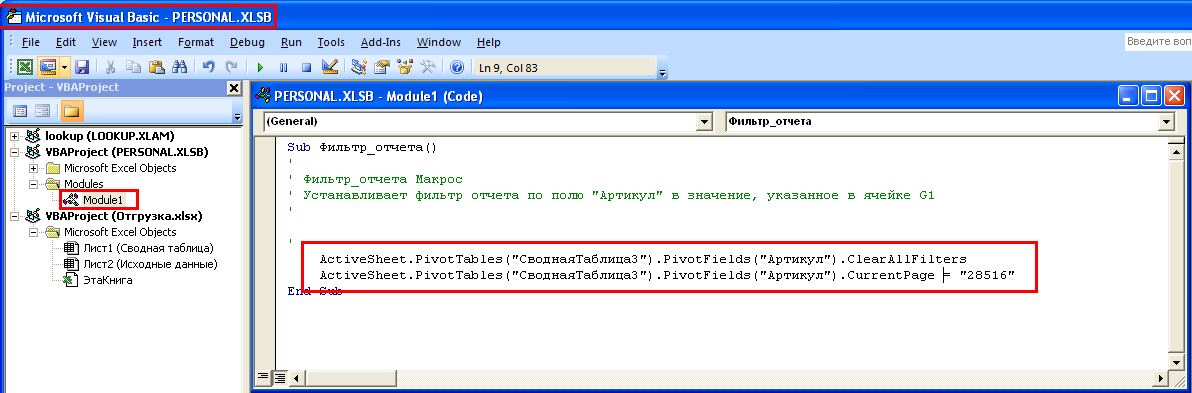 Microsoft Visual Basic - PERSONAL.XLSB
File Edit View Insert Format Debug Run Tools Add-Ins Window Help
Введите воп
Ln 9, Col 83
Project - VBAProject
lookup (LOOKUP.XLAM)
VBAProject (PERSONAL.XLSB)
Microsoft Excel Objects
Modules
Module1
VBAProject (Отгрузка.xlsx)
Microsoft Excel Objects
Лист1 (Сводная таблица)
Лист2 (Исходные данные)
ЭтаКнига
PERSONAL.XLSB - Module1 (Code)
(General)
Фильтр_отчета
Sub Фильтр_отчета()
'
' Фильтр_отчета Макрос
' Устанавливает фильтр отчета по полю "Артикул" в значение, указанное в ячейке G1
'
'
ActiveSheet.PivotTables("СводнаяТаблица3").PivotFields("Артикул").ClearAllFilters
ActiveSheet.PivotTables("СводнаяТаблица3").PivotFields("Артикул").CurrentPage = "28516"
End Sub